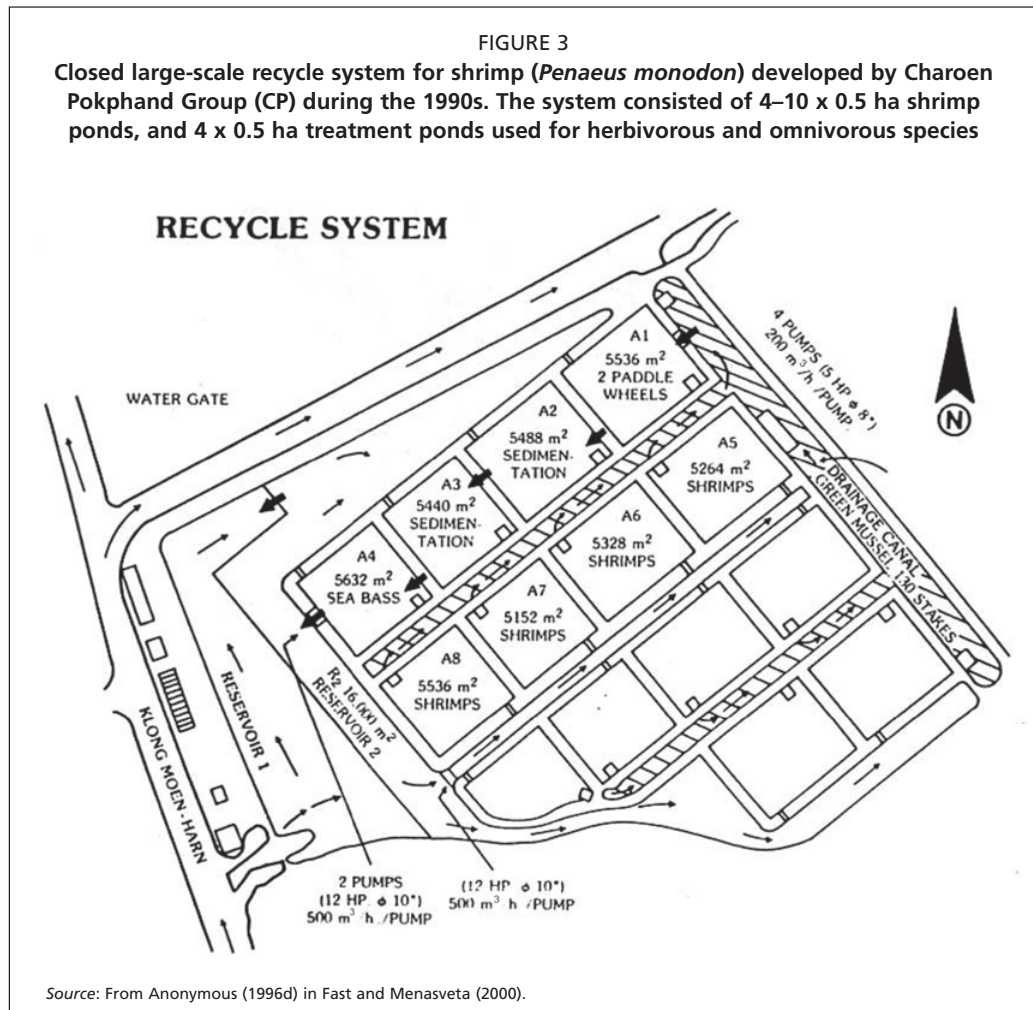 FIGURE 3
Closed large-scale recycle system for shrimp (Penaeus monodon) developed by Charoen
Pokphand Group (CP) during the 1990s. The system consisted of 4–10 x 0.5 ha shrimp
ponds, and 4 x 0.5 ha treatment ponds used for herbivorous and omnivorous species
RECYCLE SYSTEM
WATER GATE
A1
5536 m²
2 PADDLE
WHEELS
4 PUMPS (5 HP ϕ 8")
200 m³/h /PUMP.
N
A2
5488 m²
SEDIMEN-
TATION
A3
5440 m²
SEDIMEN-
TATION
A4
5632 m²
SEA BASS
A5
5264 m²
SHRIMPS
A6
5328 m²
SHRIMPS
A7
5152 m²
SHRIMPS
A8
5536 m²
SHRIMPS
DRAINAGE CANAL
GREEN MUSSEL 130 STAKES
R₂ 16.000 m²
RESERVOIR 2
RESERVOIR 1
KLONG MOEN-HARN
2 PUMPS
(12 HP. ϕ 10")
500 m³/h./PUMP
(12 HP. ϕ 10")
500 m³/h /PUMP
Source: From Anonymous (1996d) in Fast and Menasveta (2000).